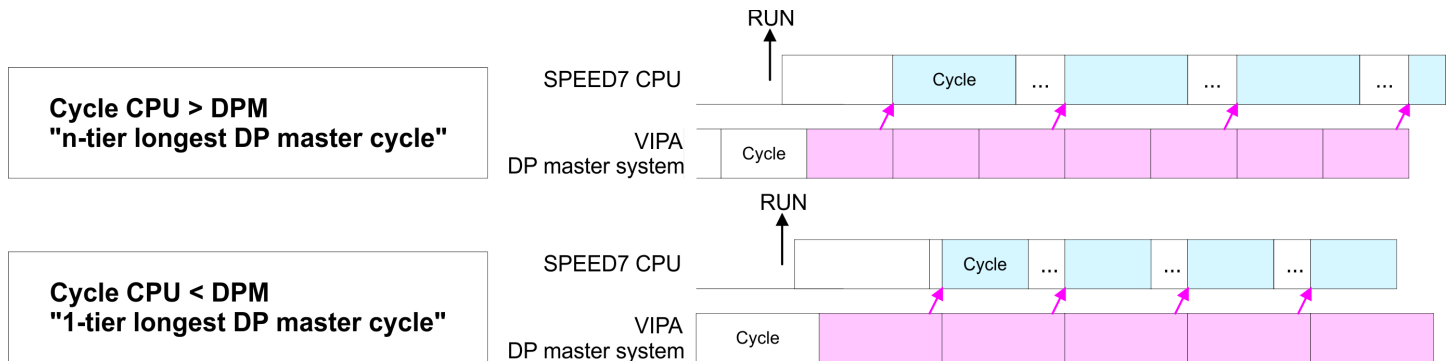 RUN
SPEED7 CPU
Cycle
...
...
...
Cycle CPU > DPM
"n-tier longest DP master cycle"
VIPA
DP master system
Cycle
RUN
SPEED7 CPU
Cycle
...
...
...
Cycle CPU < DPM
"1-tier longest DP master cycle"
VIPA
DP master system
Cycle